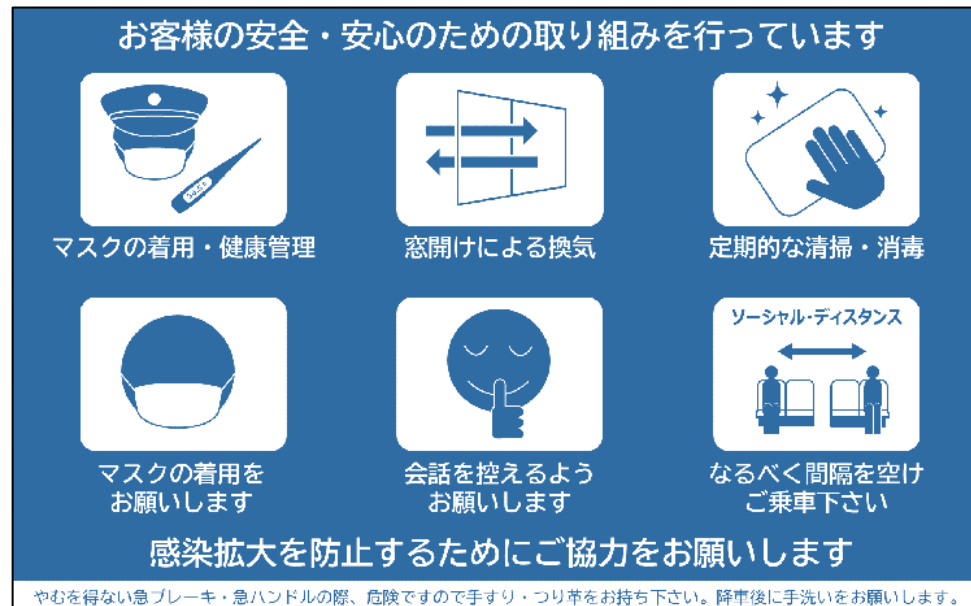 お客様の安全・安心のための取り組みを行っています
36.5°
マスクの着用・健康管理
窓開けによる換気
定期的な清掃・消毒
ソーシャル・ディスタンス
マスクの着用を
お願いします
会話を控えるよう
お願いします
なるべく間隔を空け
ご乗車下さい
感染拡大を防止するためにご協力をお願いします
やむを得ない急ブレーキ・急ハンドルの際、危険ですので手すり・つり革をお持ち下さい。降車後に手洗いをお願いします。